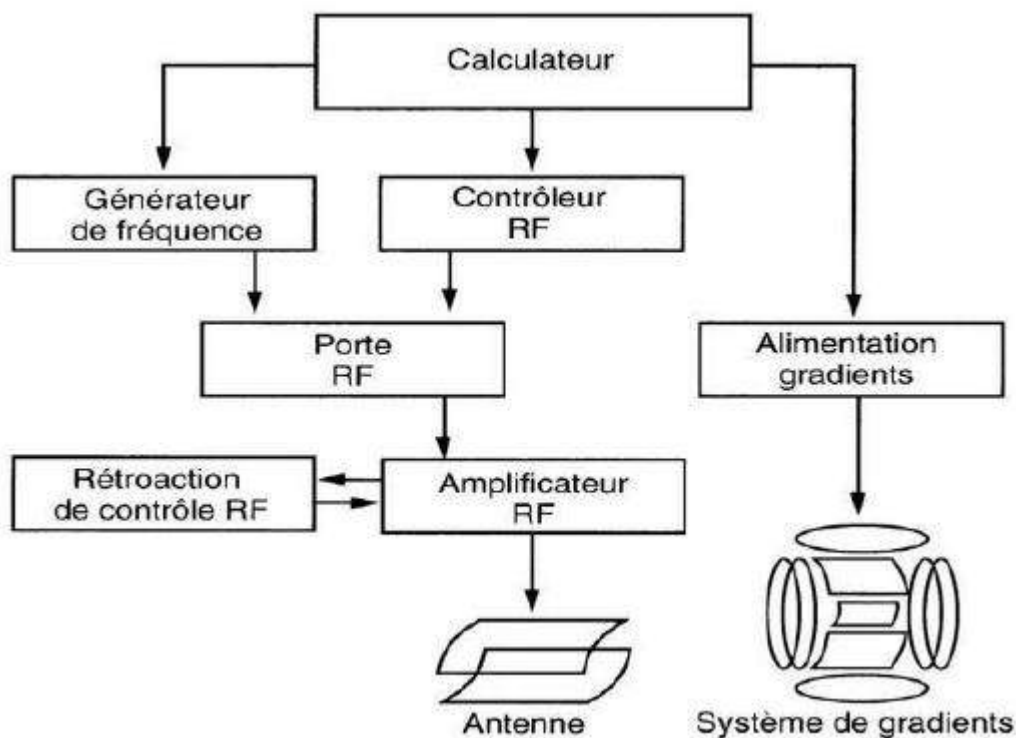 Calculateur
Générateur
de fréquence
Contrôleur
RF
Porte
RF
Alimentation
gradients
Rétroaction
de contrôle RF
Amplificateur
RF
Antenne
Système de gradients